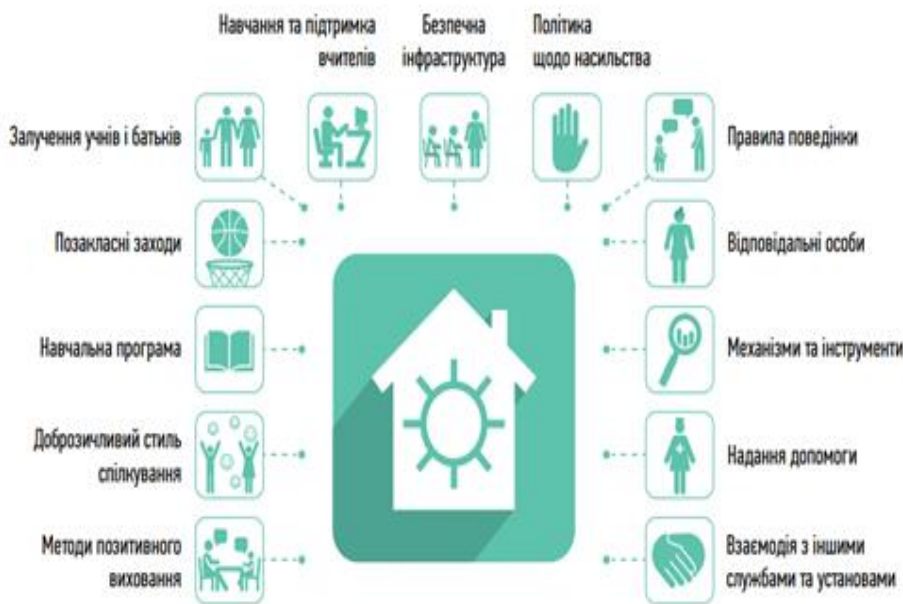 Навчання та підтримка
вчителів
Безпечна
інфраструктура
Політика
щодо насильства
Залучення учнів і батьків
Правила поведінки
Позакласні заходи
Відповідальні особи
Навчальна програма
Механізми та інструменти
Доброзичливий стиль
спілкування
Надання допомоги
Методи позитивного
виховання
Взаємодія з іншими
службами та установами